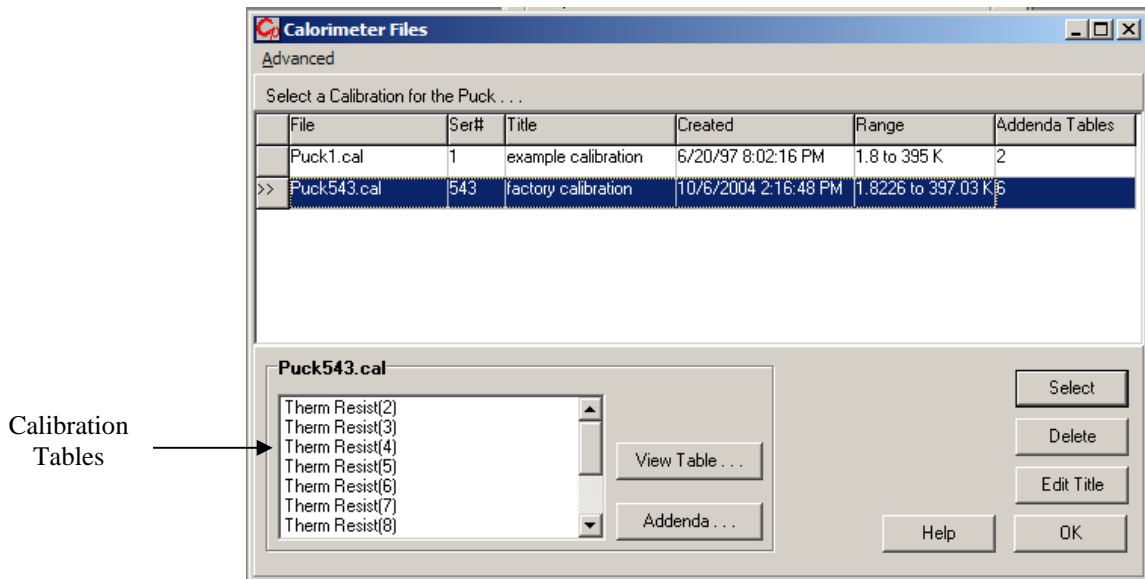 Calorimeter Files
Advanced
Select a Calibration for the Puck . . .
File Ser# Title Created Range Addenda Tables
Puck1.cal 1 example calibration 6/20/97 8:02:16 PM 1.8 to 395 K 2
>> Puck543.cal 543 factory calibration 10/6/2004 2:16:48 PM 1.8226 to 397.03 K 6
Puck543.cal
Therm Resist(2)
Therm Resist(3)
Therm Resist(4)
Therm Resist(5)
Therm Resist(6)
Therm Resist(7)
Therm Resist(8)
View Table . . .
Addenda . . .
Select
Delete
Edit Title
Help
OK
Calibration
Tables